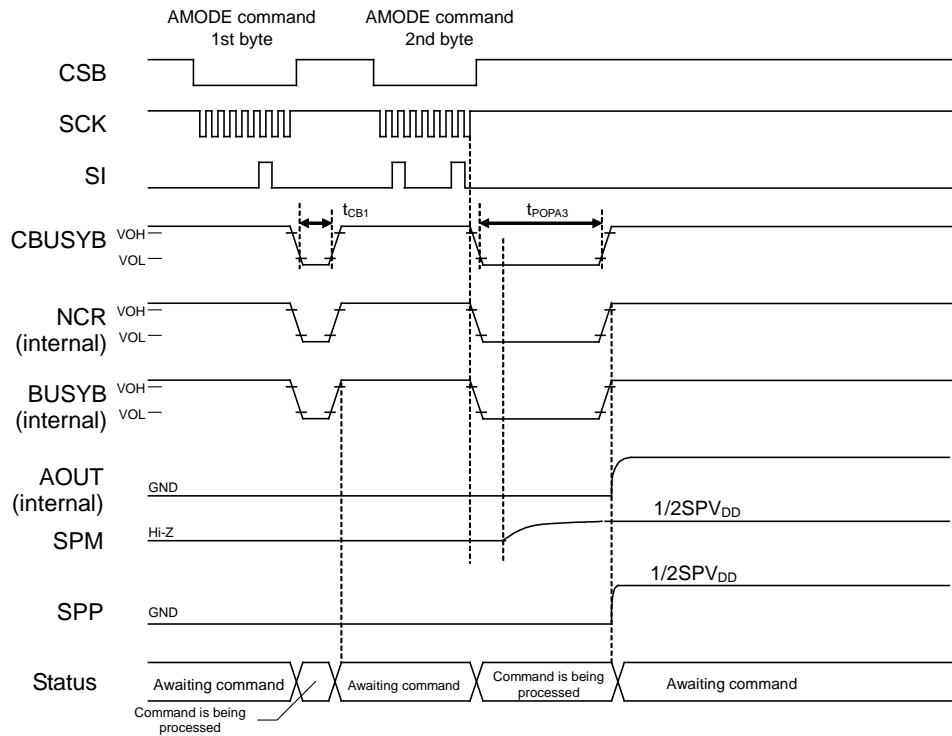 AMODE command
1st byte
AMODE command
2nd byte
CSB
SCK
SI
tCB1
tPOPA3
CBUSYB
VOH
VOL
NCR
(internal)
VOH
VOL
BUSYB
(internal)
VOH
VOL
AOUT
(internal)
GND
SPM
Hi-Z
1/2SPVDD
SPP
GND
1/2SPVDD
Status
Awaiting command
Command is being
processed
Awaiting command
Command is being
processed
Awaiting command